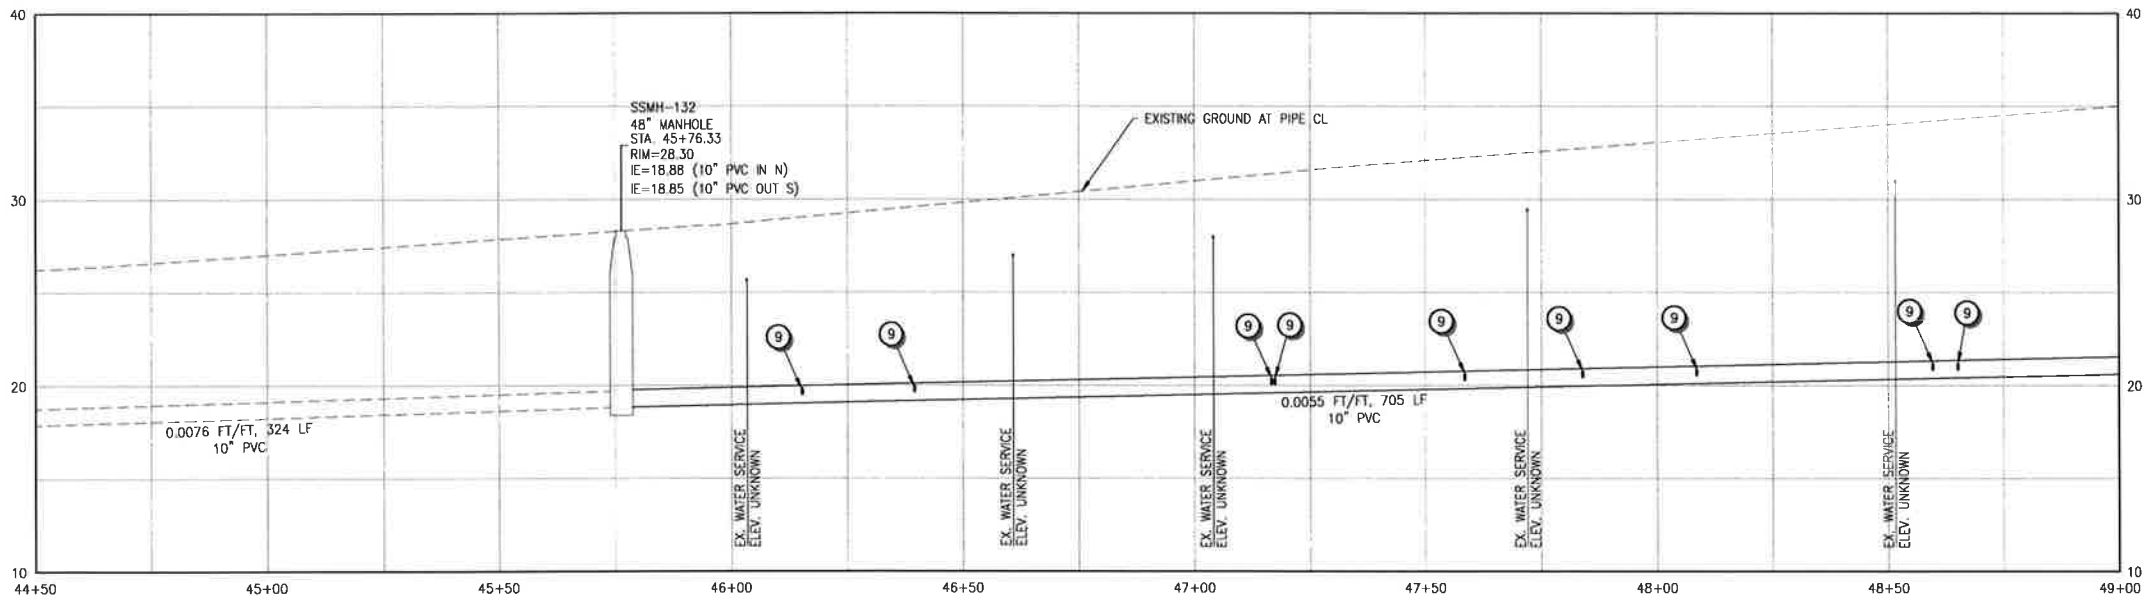 40
40
SSMH-132
48" MANHOLE
STA. 45+76.33
RIM=28.30
IE=18.88 (10" PVC IN N)
IE=18.85 (10" PVC OUT S)
EXISTING GROUND AT PIPE CL
30
30
9
9
9
9
9
9
9
9
9
20
20
0.0076 FT/FT, 324 LF
10" PVC
0.0055 FT/FT, 705 LF
10" PVC
EX. WATER SERVICE
ELEV. UNKNOWN
EX. WATER SERVICE
ELEV. UNKNOWN
EX. WATER SERVICE
ELEV. UNKNOWN
EX. WATER SERVICE
ELEV. UNKNOWN
EX. WATER SERVICE
ELEV. UNKNOWN
10
10
44+50
45+00
45+50
46+00
46+50
47+00
47+50
48+00
48+50
49+00